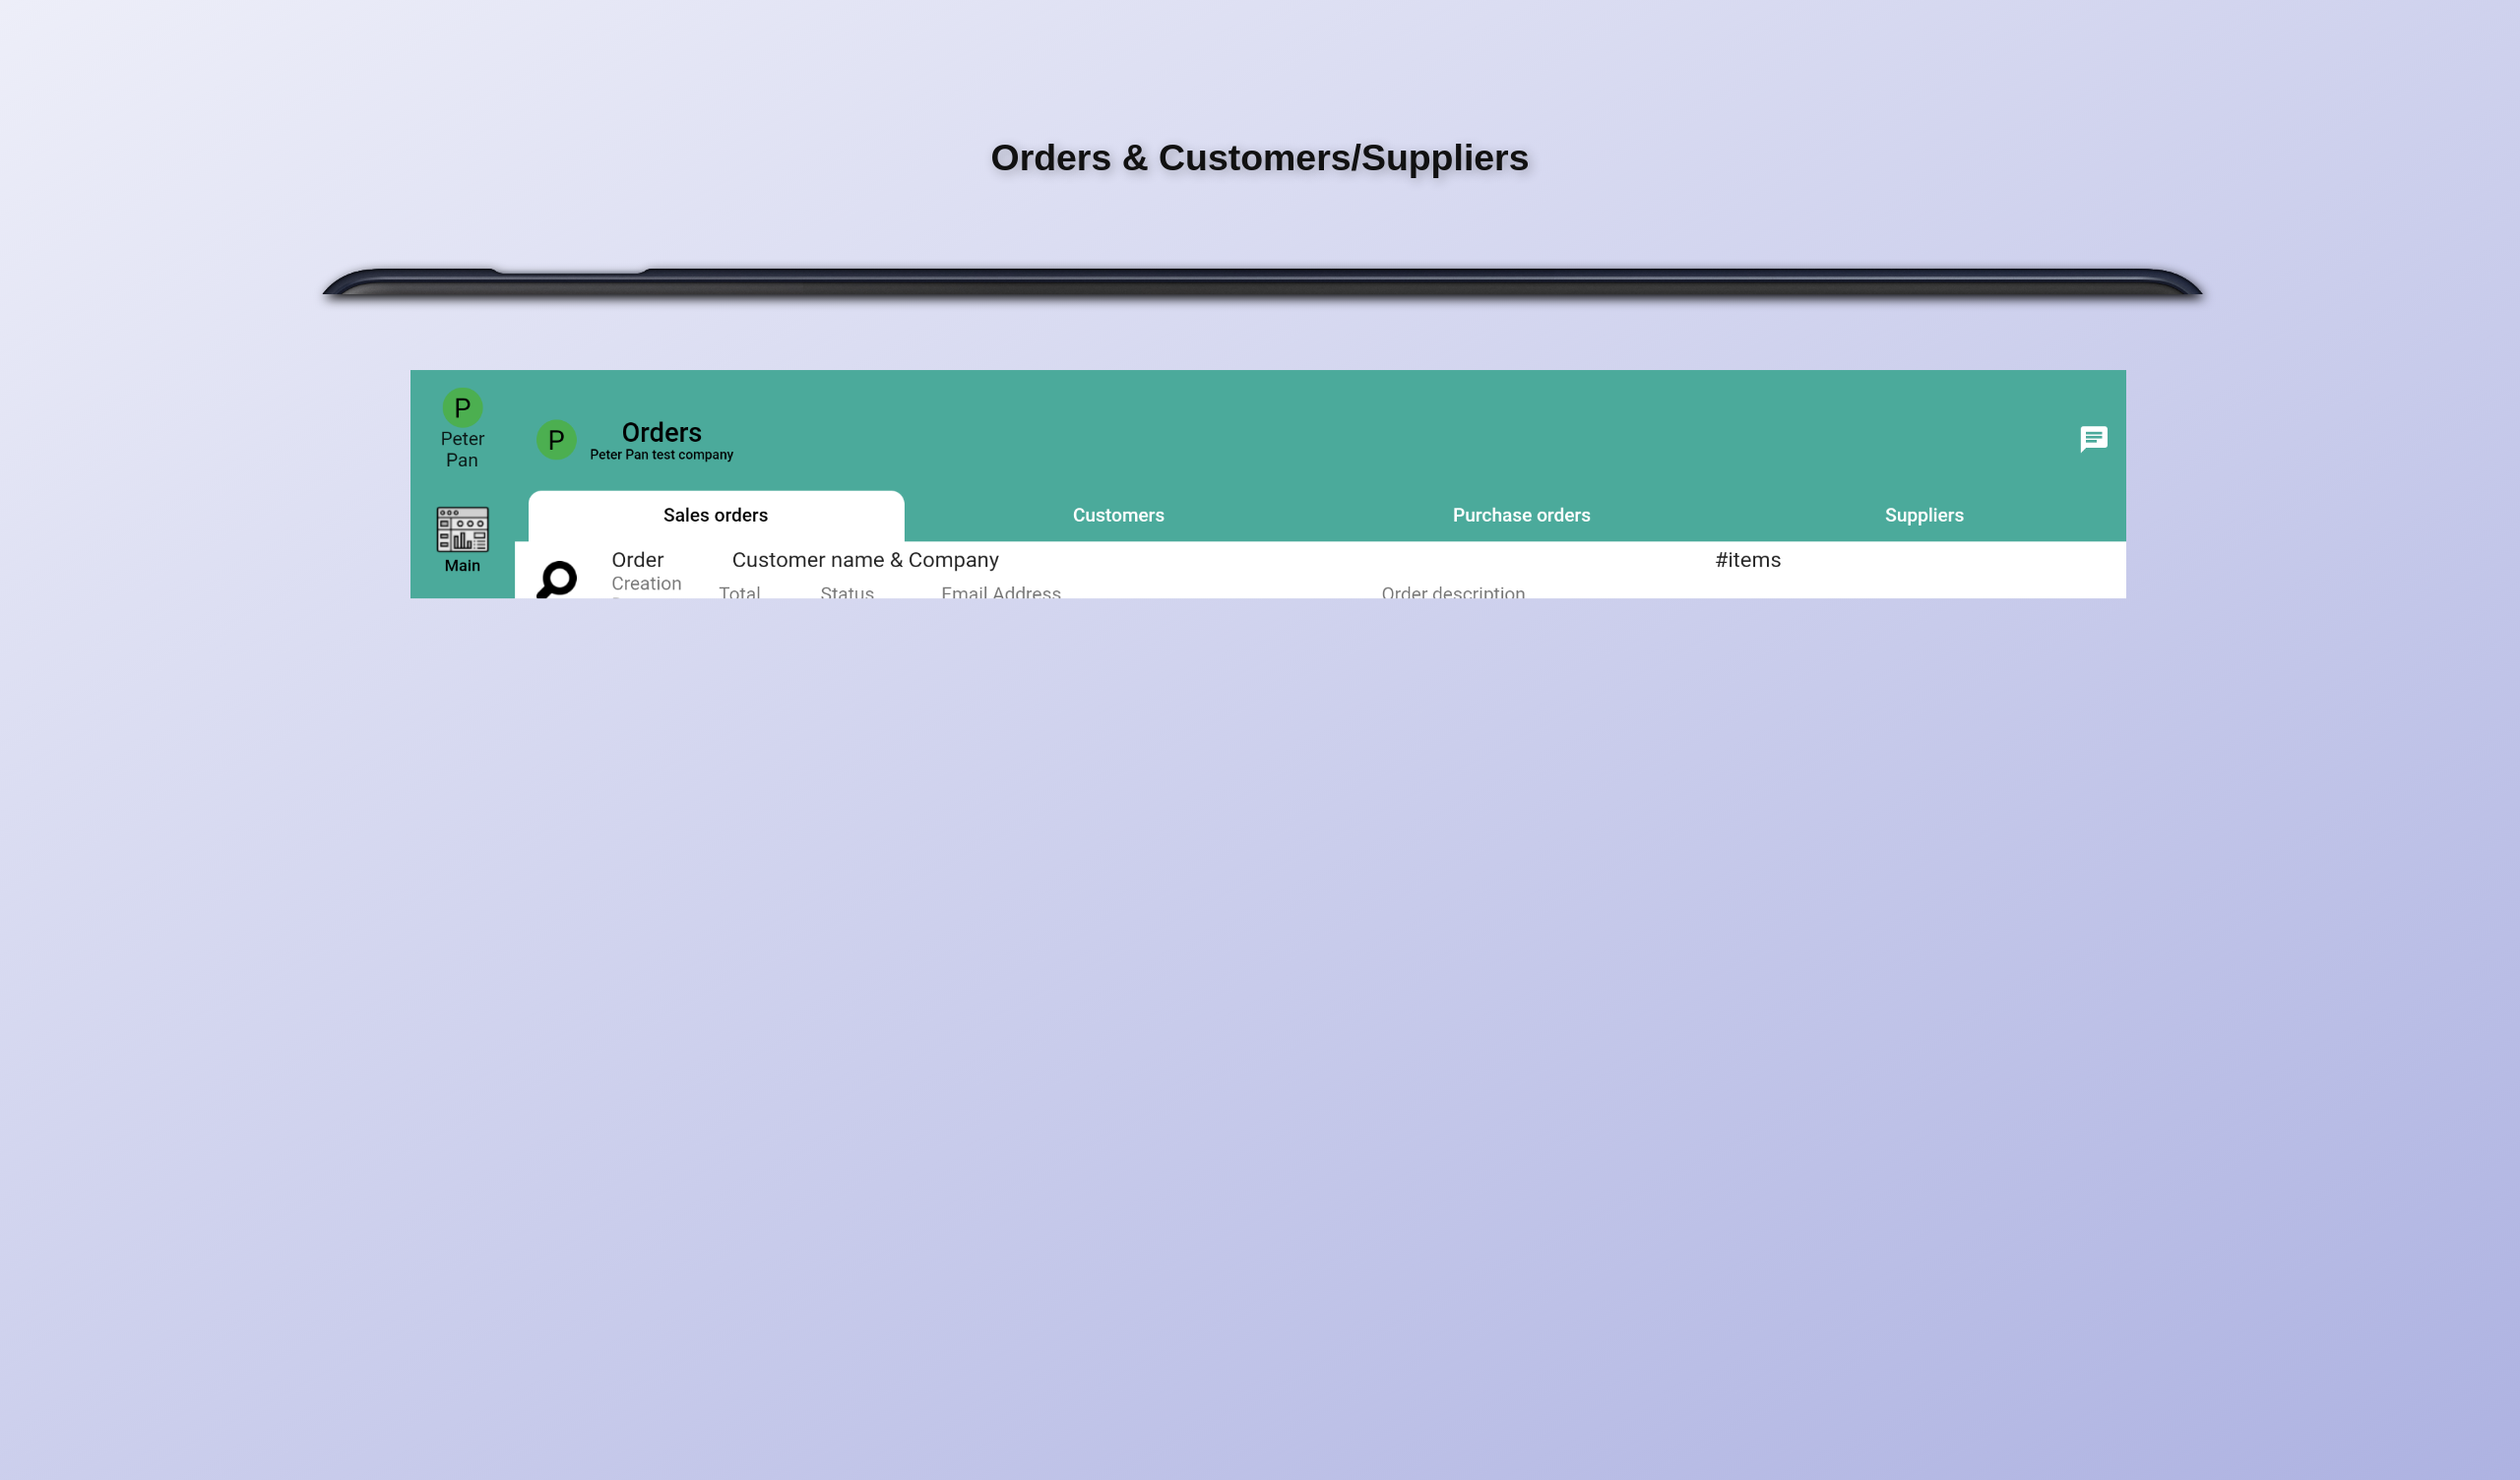 Orders & Customers/Suppliers
P
Peter
Pan
P
Orders
Peter Pan test company
Sales orders
Customers
Purchase orders
Suppliers
Main
Order
Customer name & Company
#items
Creation
Total
Status
Email Address
Order description